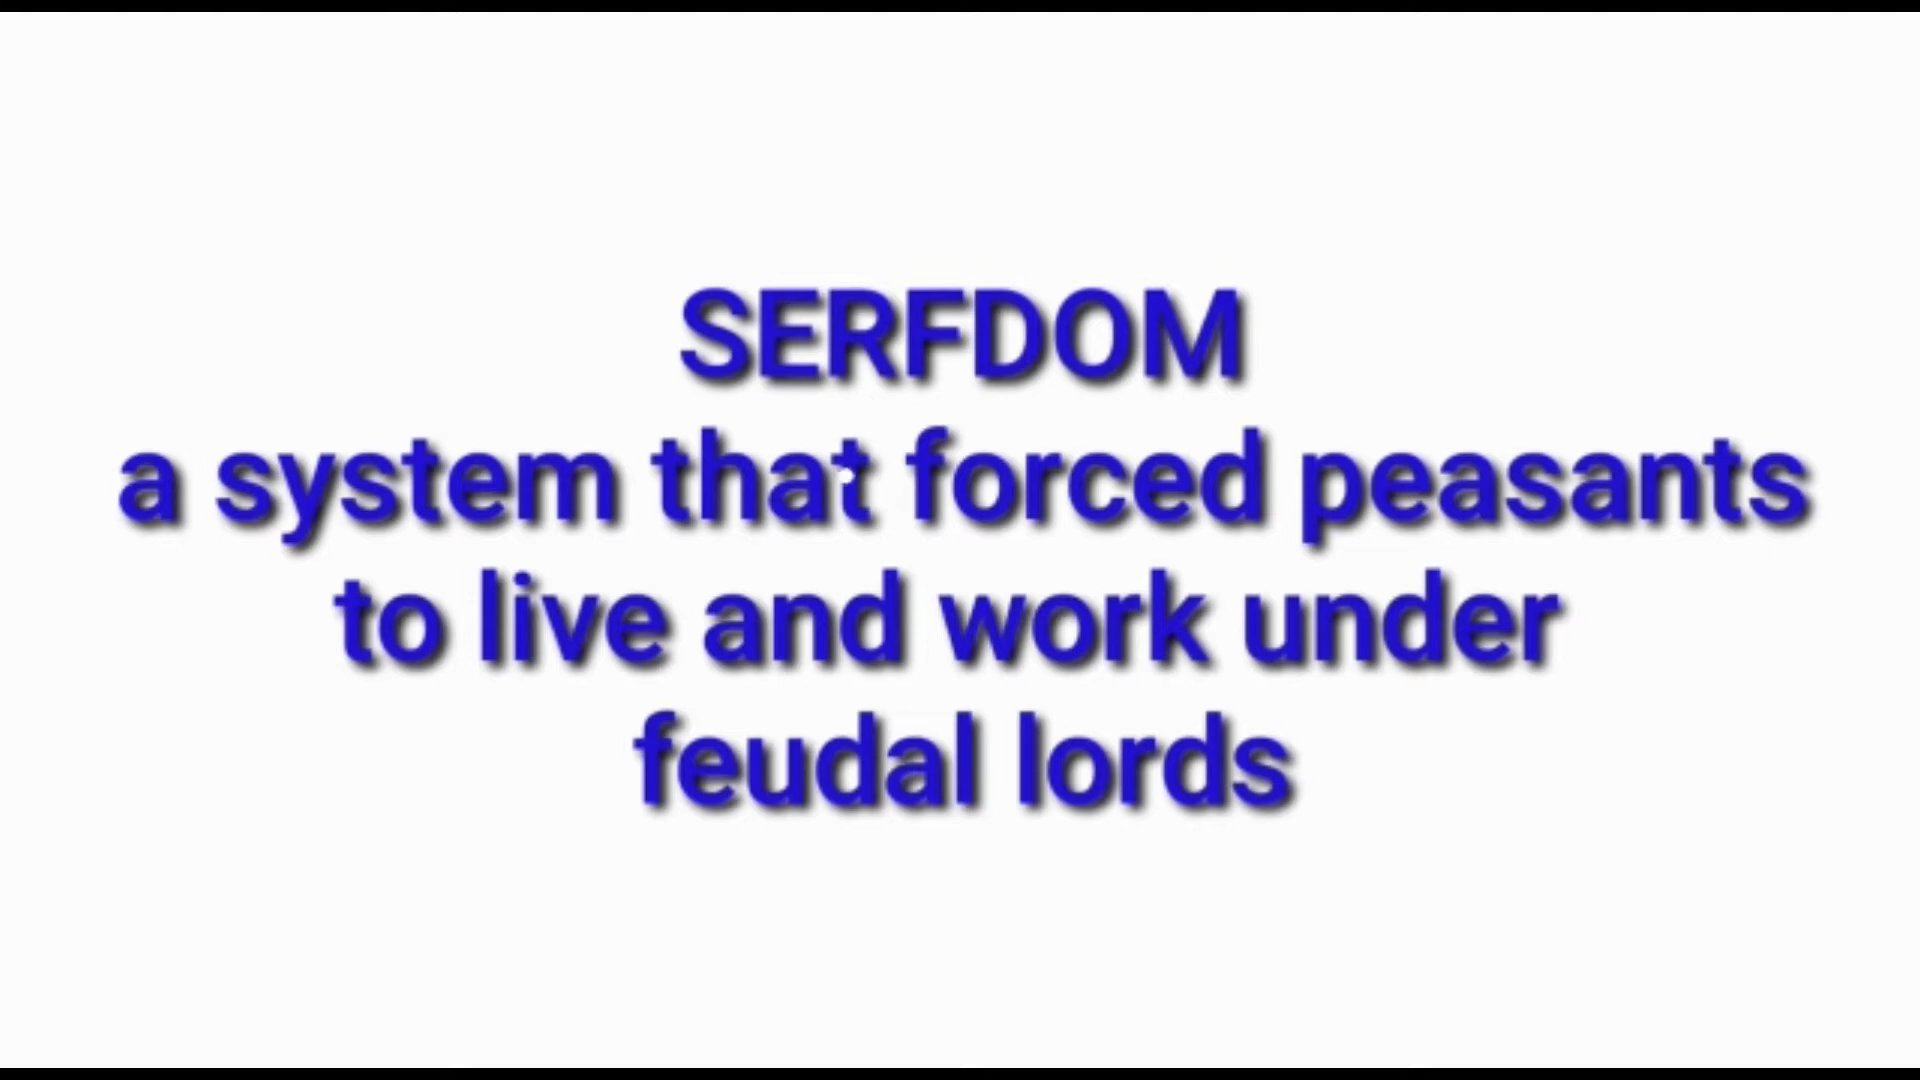 SERFDOM
a system that forced peasants
to live and work under
feudal lords